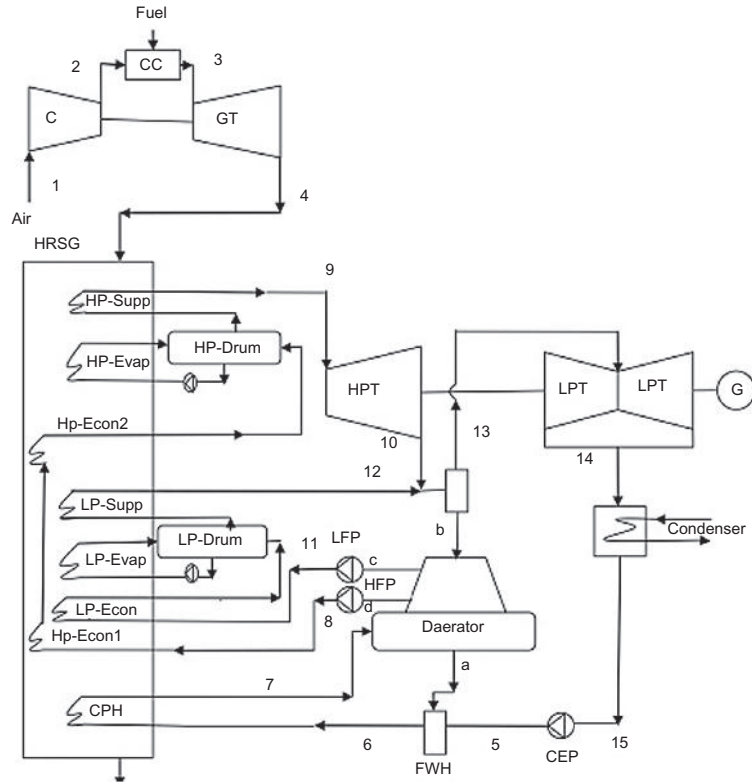 Fuel
2
CC
3
C
GT
1
4
Air
HRSG
9
HP-Supp
HP-Drum
HP-Evap
HPT
LPT
LPT
G
Hp-Econ2
10
13
12
14
LP-Supp
b
LP-Drum
11
LFP
Condenser
LP-Evap
c
HFP
LP-Econ
8
d
Hp-Econ1
Daerator
7
a
CPH
6
5
15
FWH
CEP